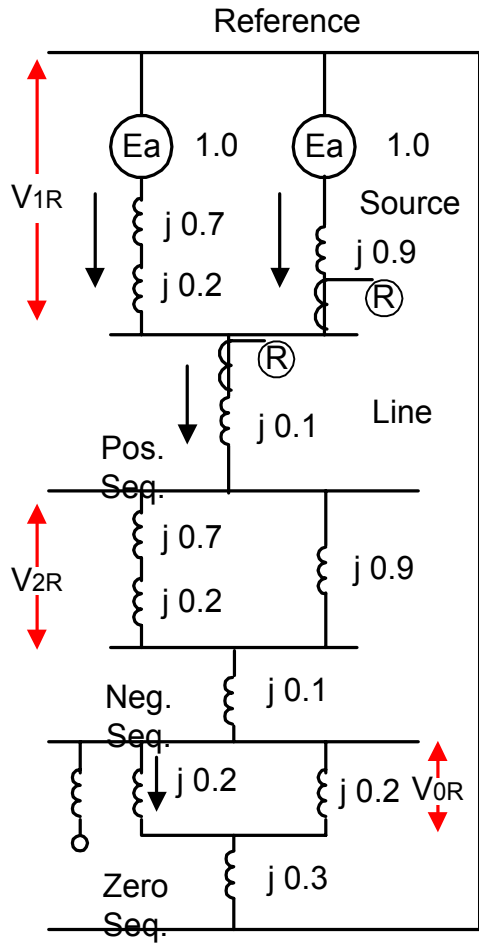 Reference
Ea 1.0 Ea 1.0
V1R
Source
j 0.7
j 0.9
j 0.2
R
R
Line
j 0.1
Pos.
Seq.
j 0.7
V2R
j 0.9
j 0.2
j 0.1
Neg.
Seq.
j 0.2
j 0.2
V0R
j 0.3
Zero
Seq.